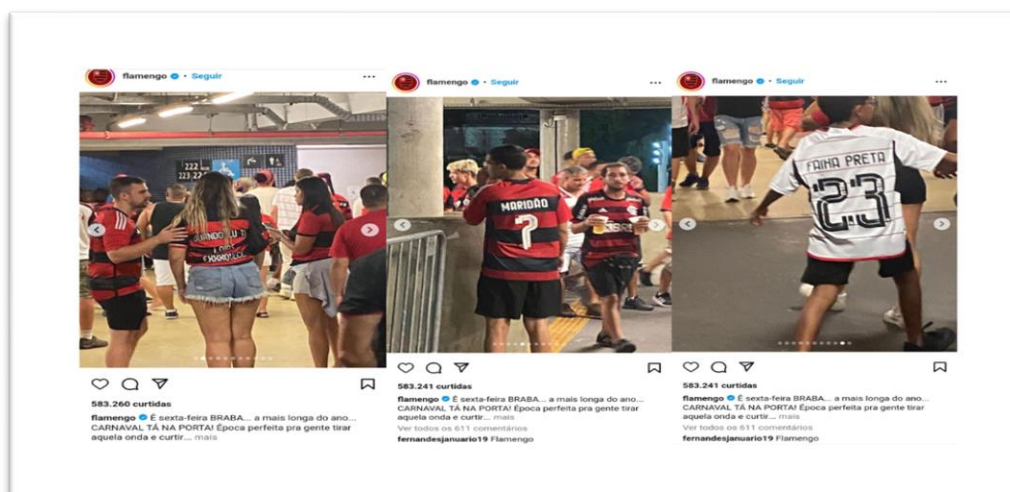 flamengo • Seguir
222
223/22
QUANDO EU TI
583.260 curtidas
flamengo É sexta-feira BRABA... a mais longa do ano...
CARNAVAL TÁ NA PORTA! Época perfeita pra gente tirar
aquela onda e curtir... mais
flamengo • Seguir
MARIDÃO
7
583.241 curtidas
flamengo É sexta-feira BRABA... a mais longa do ano...
CARNAVAL TÁ NA PORTA! Época perfeita pra gente tirar
aquela onda e curtir... mais
Ver todos os 611 comentários
fernandesjanuario19 Flamengo
flamengo • Seguir
FAIXA PRETA
23
583.241 curtidas
flamengo É sexta-feira BRABA... a mais longa do ano...
CARNAVAL TÁ NA PORTA! Época perfeita pra gente tirar
aquela onda e curtir... mais
Ver todos os 611 comentários
fernandesjanuario19 Flamengo